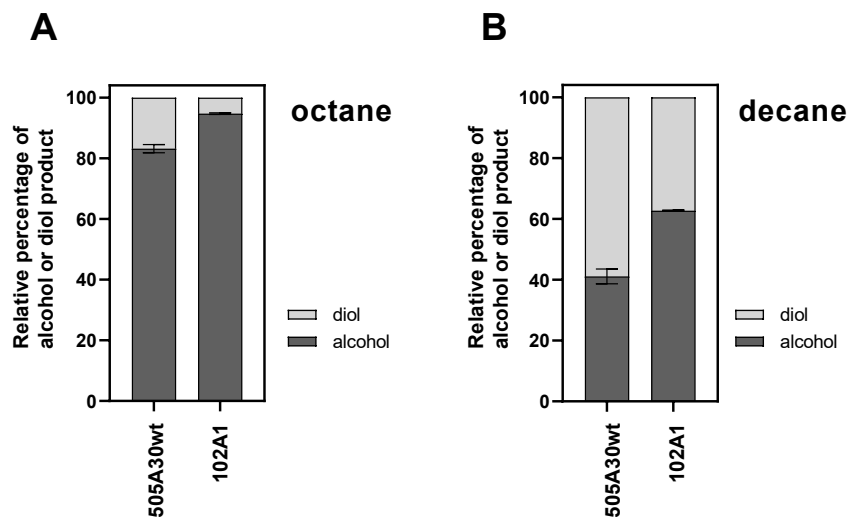 A
octane
Relative percentage of
alcohol or diol product
100
80
60
40
20
0
diol
alcohol
505A30wt
102A1
B
decane
Relative percentage of
alcohol or diol product
100
80
60
40
20
0
diol
alcohol
505A30wt
102A1